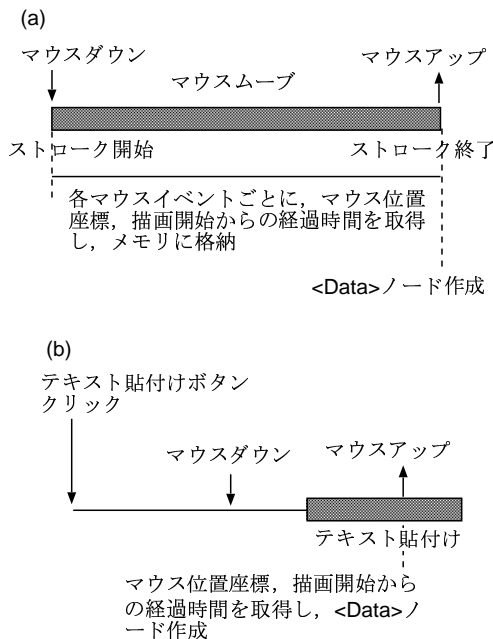 (a)
マウスダウン
マウスアップ
マウスムーブ
ストローク開始
ストローク終了
各マウスイベントごとに，マウス位置
座標，描画開始からの経過時間を取得
し，メモリに格納
<Data>ノード作成
(b)
テキスト貼付けボタン
クリック
マウスダウン
マウスアップ
テキスト貼付け
マウス位置座標，描画開始から
の経過時間を取得し，<Data>ノ
ード作成